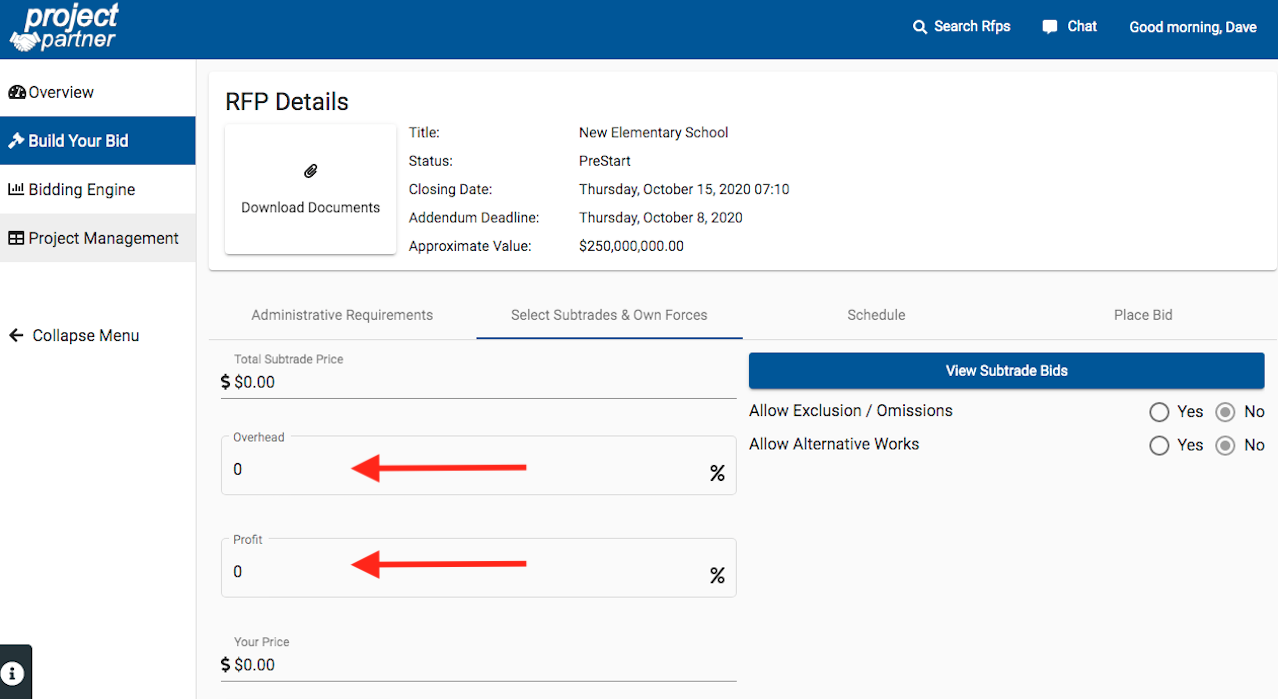 project
partner
Search Rfps
Chat
Good morning, Dave
Overview
Build Your Bid
Bidding Engine
Project Management
Collapse Menu
RFP Details
Download Documents
Title: New Elementary School
Status: PreStart
Closing Date: Thursday, October 15, 2020 07:10
Addendum Deadline: Thursday, October 8, 2020
Approximate Value: $250,000,000.00
Administrative Requirements
Select Subtrades & Own Forces
Schedule
Place Bid
Total Subtrade Price
$ $0.00
Overhead
0 %
Profit
0 %
Your Price
$ $0.00
View Subtrade Bids
Allow Exclusion / Omissions Yes No
Allow Alternative Works Yes No